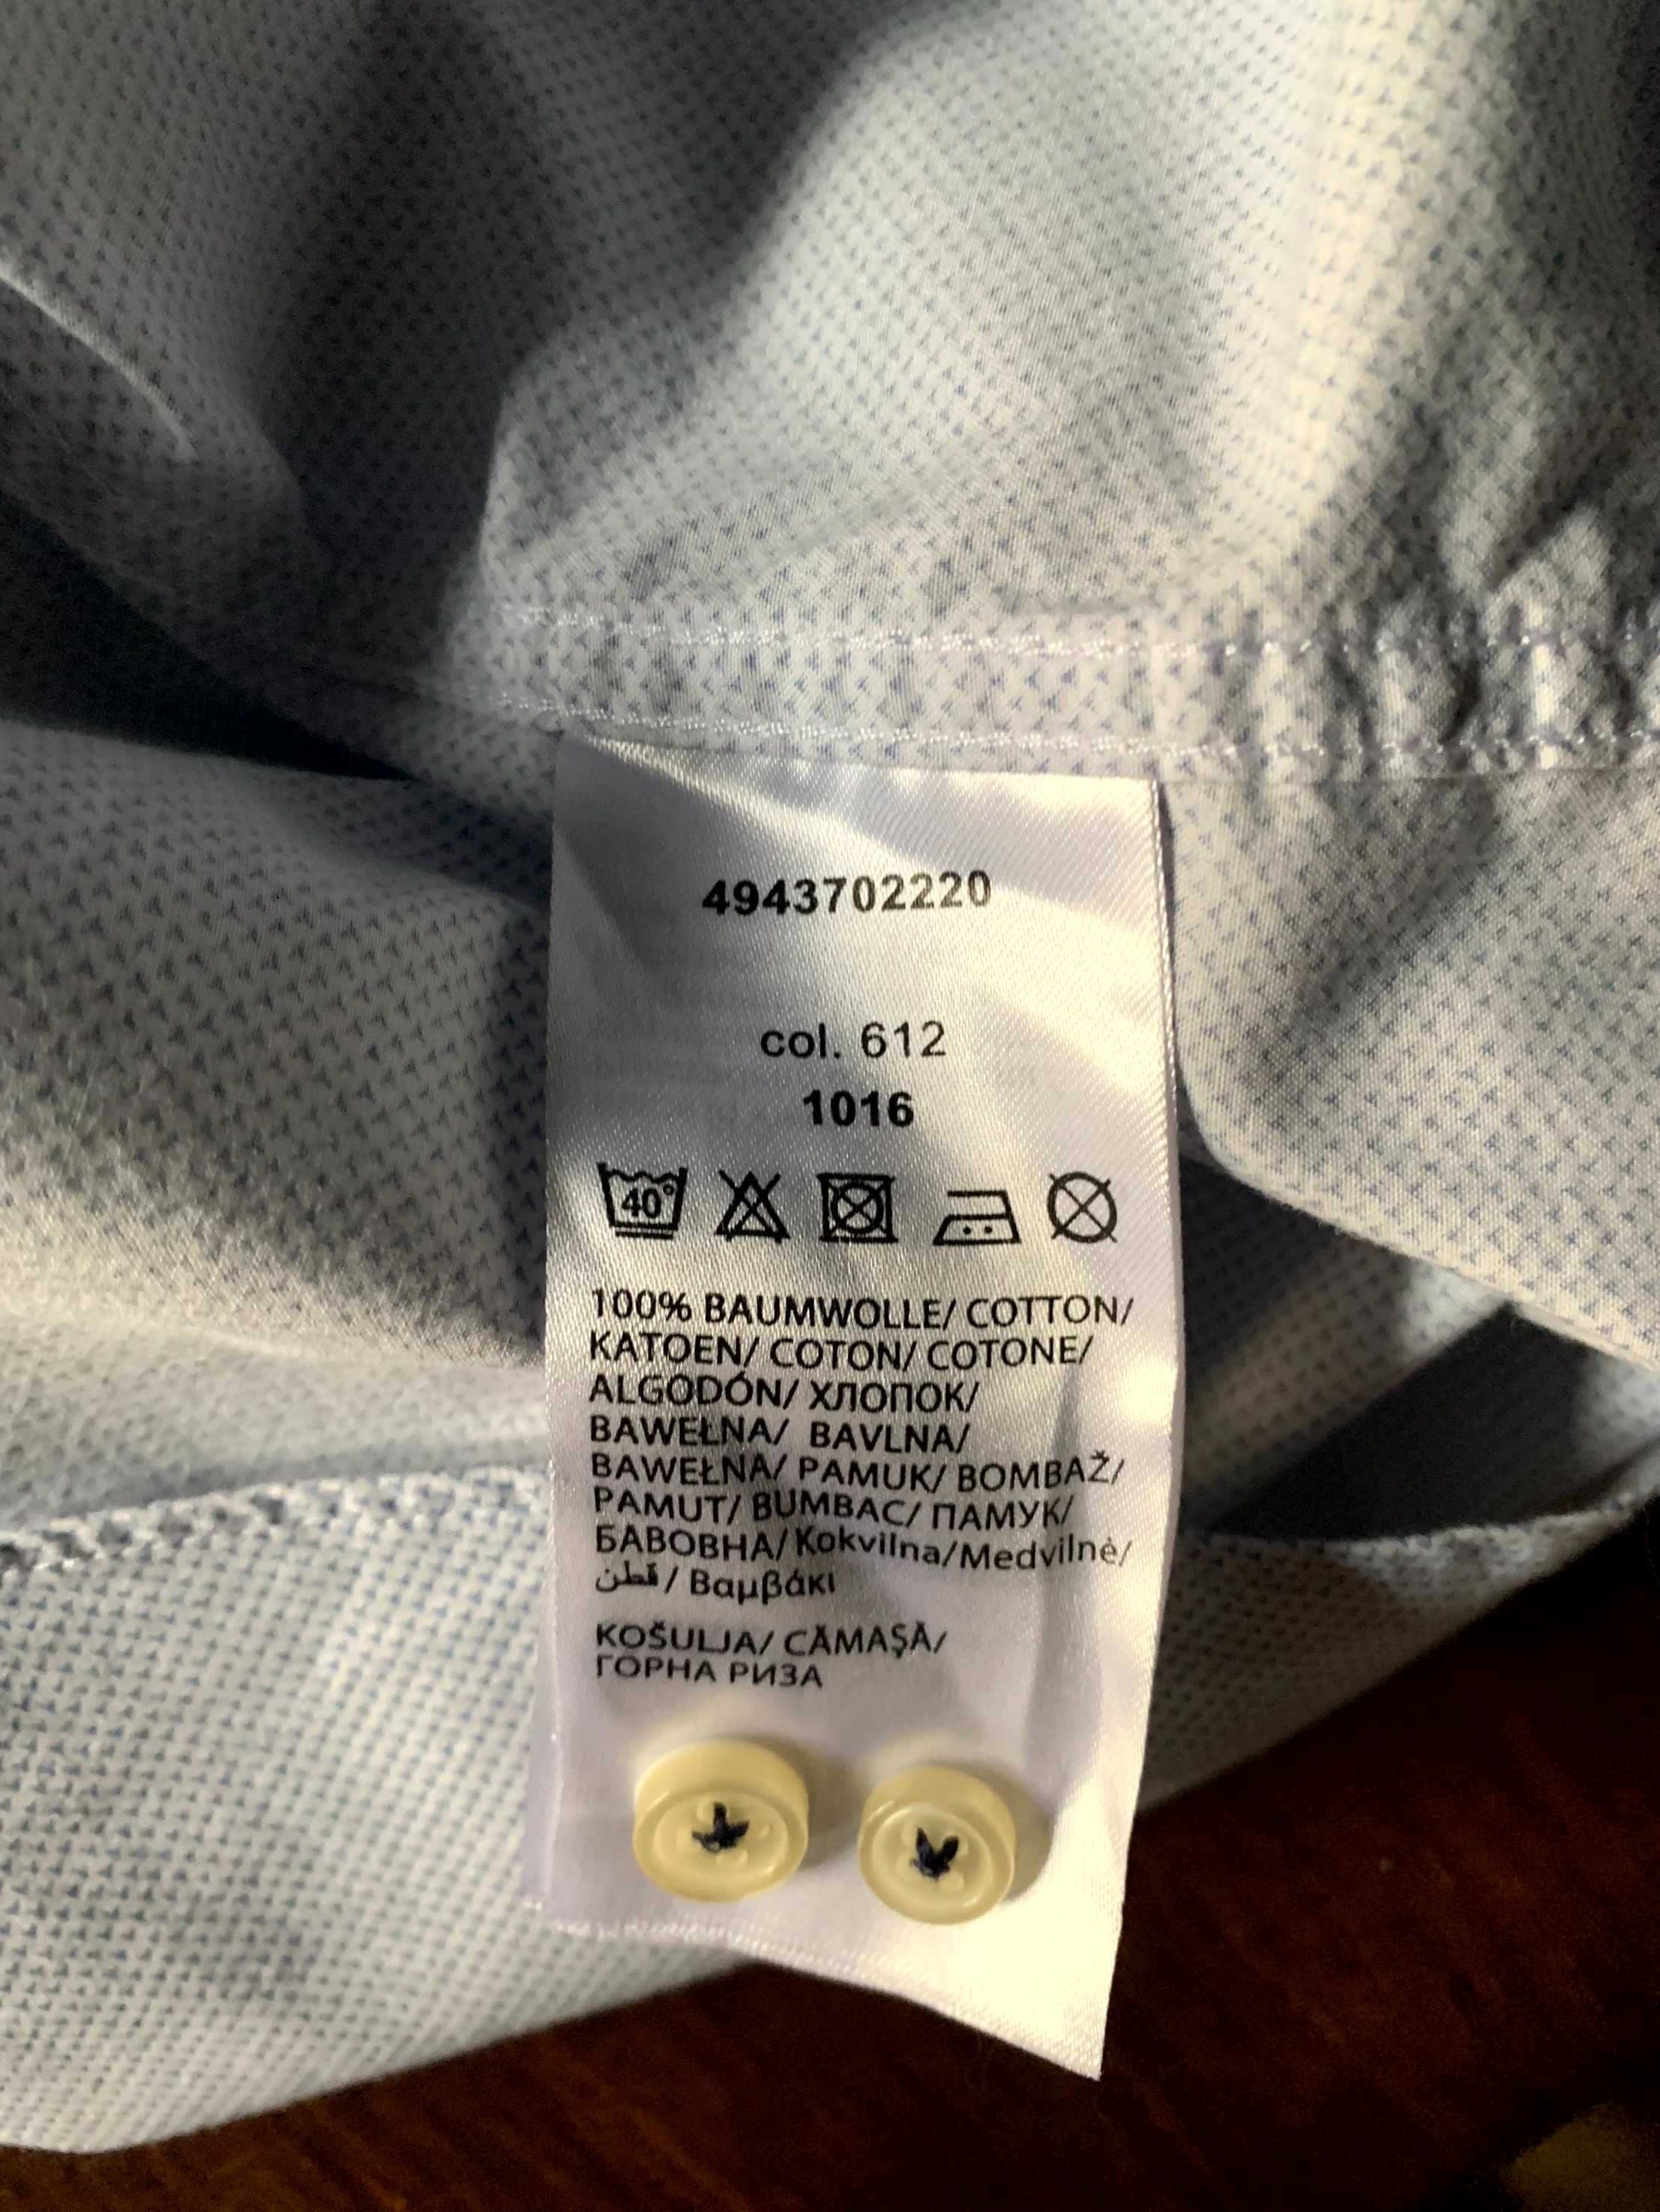 4943702220
col. 612
1016
40°
100% BAUMWOLLE/ COTTON/
KATOEN/ COTON/ COTONE/
ALGODÓN/ ХЛОПОК/
BAWEŁNA/ BAVLNA/
BAWEŁNA/ PAMUK/ BOMBAŽ/
PAMUT/ BUMBAC/ ПАМУК/
БАВОВНА/ Kokvilna/Medvilnė/
قطن / Βαμβάκι
KOŠULJA/ CĂMAŞĂ/
ГОРНА РИЗА